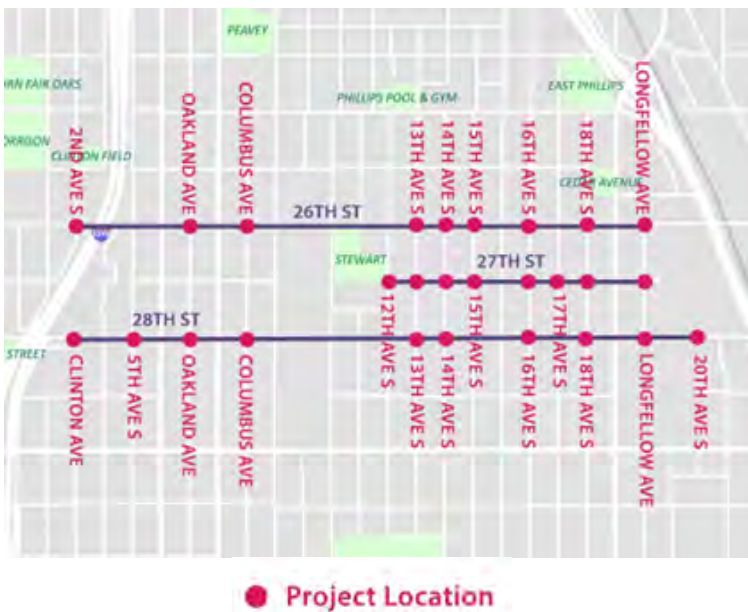 PEAVEY
EAST PHILLIPS
PHILLIPS POOL & GYM
CLINTON FIELD
CEDAR AVENUE
2ND AVE S
OAKLAND AVE
COLUMBUS AVE
13TH AVE S
14TH AVE S
15TH AVE S
16TH AVE S
18TH AVE S
LONGFELLOW AVE
26TH ST
STEWART
27TH ST
12TH AVE S
15TH AVE S
17TH AVE S
28TH ST
STREET
CLINTON AVE
5TH AVE S
OAKLAND AVE
COLUMBUS AVE
13TH AVE S
14TH AVE S
16TH AVE S
18TH AVE S
LONGFELLOW AVE
20TH AVE S
Project Location